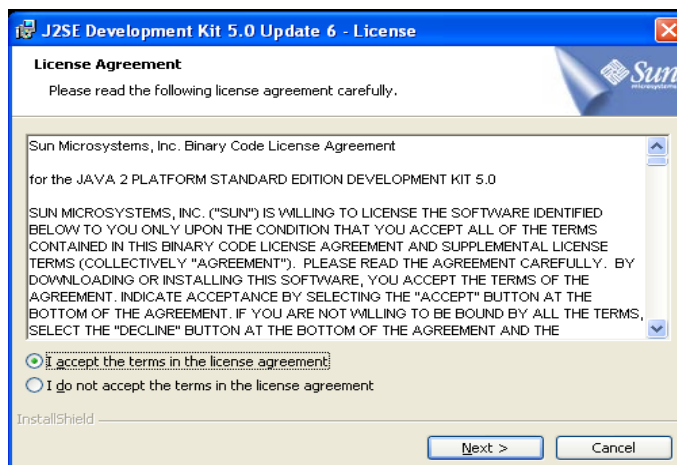 J2SE Development Kit 5.0 Update 6 - License
License Agreement
Please read the following license agreement carefully.
Sun
microsystems
Sun Microsystems, Inc. Binary Code License Agreement
for the JAVA 2 PLATFORM STANDARD EDITION DEVELOPMENT KIT 5.0
SUN MICROSYSTEMS, INC. ("SUN") IS WILLING TO LICENSE THE SOFTWARE IDENTIFIED
BELOW TO YOU ONLY UPON THE CONDITION THAT YOU ACCEPT ALL OF THE TERMS
CONTAINED IN THIS BINARY CODE LICENSE AGREEMENT AND SUPPLEMENTAL LICENSE
TERMS (COLLECTIVELY "AGREEMENT").  PLEASE READ THE AGREEMENT CAREFULLY.  BY
DOWNLOADING OR INSTALLING THIS SOFTWARE, YOU ACCEPT THE TERMS OF THE
AGREEMENT. INDICATE ACCEPTANCE BY SELECTING THE "ACCEPT" BUTTON AT THE
BOTTOM OF THE AGREEMENT. IF YOU ARE NOT WILLING TO BE BOUND BY ALL THE TERMS,
SELECT THE "DECLINE" BUTTON AT THE BOTTOM OF THE AGREEMENT AND THE
I accept the terms in the license agreement
I do not accept the terms in the license agreement
InstallShield
Next >
Cancel